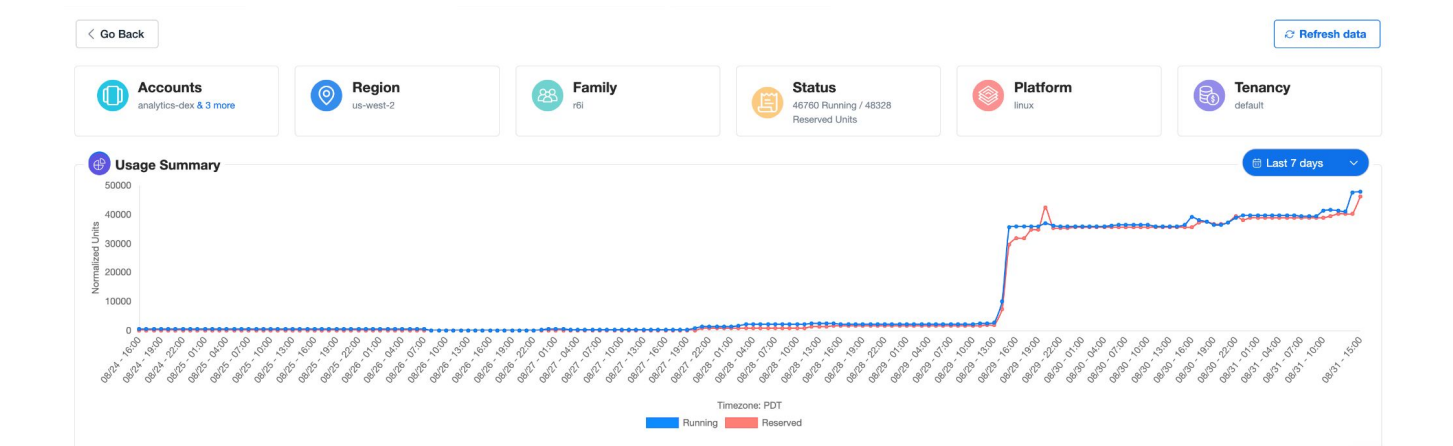 Go Back
Refresh data
Accounts
analytics-dex & 3 more
Region
us-west-2
Family
r6i
Status
46760 Running / 48328
Reserved Units
Platform
linux
Tenancy
default
Usage Summary
Last 7 days
Normalized Units
50000
40000
30000
20000
10000
0
08/24 - 16:00
08/24 - 19:00
08/24 - 22:00
08/25 - 01:00
08/25 - 04:00
08/25 - 07:00
08/25 - 10:00
08/25 - 13:00
08/25 - 16:00
08/25 - 19:00
08/25 - 22:00
08/26 - 01:00
08/26 - 04:00
08/26 - 07:00
08/26 - 10:00
08/26 - 13:00
08/26 - 16:00
08/26 - 19:00
08/26 - 22:00
08/27 - 01:00
08/27 - 04:00
08/27 - 07:00
08/27 - 10:00
08/27 - 13:00
08/27 - 16:00
08/27 - 19:00
08/27 - 22:00
08/28 - 01:00
08/28 - 04:00
08/28 - 07:00
08/28 - 10:00
08/28 - 13:00
08/28 - 16:00
08/28 - 19:00
08/28 - 22:00
08/29 - 01:00
08/29 - 04:00
08/29 - 07:00
08/29 - 10:00
08/29 - 13:00
08/29 - 16:00
08/29 - 19:00
08/29 - 22:00
08/30 - 01:00
08/30 - 04:00
08/30 - 07:00
08/30 - 10:00
08/30 - 13:00
08/30 - 16:00
08/30 - 19:00
08/30 - 22:00
08/31 - 01:00
08/31 - 04:00
08/31 - 07:00
08/31 - 10:00
08/31 - 15:00
Timezone: PDT
Running
Reserved